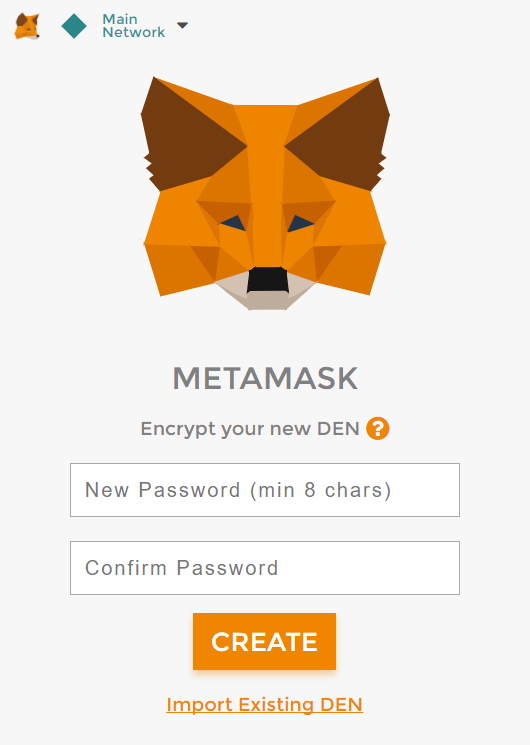 Main
Network
METAMASK
Encrypt your new DEN ?
New Password (min 8 chars)
Confirm Password
CREATE
Import Existing DEN